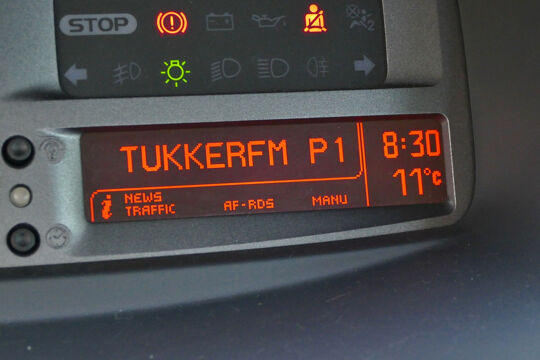 STOP
TUKKERFM P1
8:30
11°C
i NEWS
TRAFFIC
AF-RDS
MANU